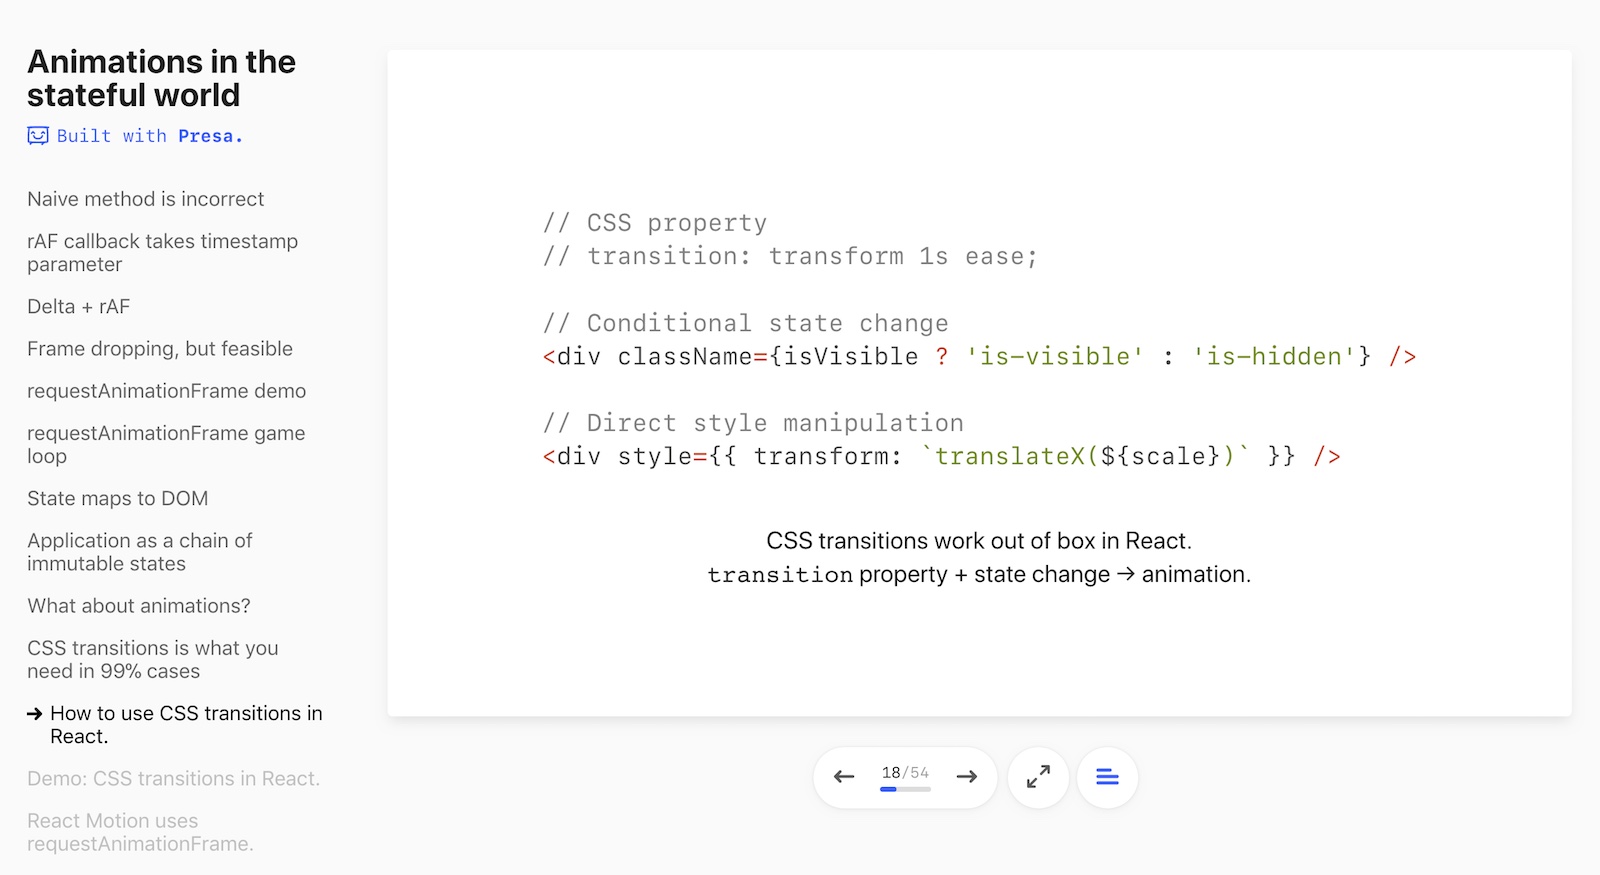 Animations in the
stateful world
Built with Presa.
Naive method is incorrect
rAF callback takes timestamp
parameter
Delta + rAF
Frame dropping, but feasible
requestAnimationFrame demo
requestAnimationFrame game
loop
State maps to DOM
Application as a chain of
immutable states
What about animations?
CSS transitions is what you
need in 99% cases
→ How to use CSS transitions in
React.
Demo: CSS transitions in React.
React Motion uses
requestAnimationFrame.
// CSS property
// transition: transform 1s ease;
// Conditional state change
<div className={isVisible ? 'is-visible' : 'is-hidden'} />
// Direct style manipulation
<div style={{ transform: `translateX(${scale})` }} />
CSS transitions work out of box in React.
transition property + state change → animation.
18/54